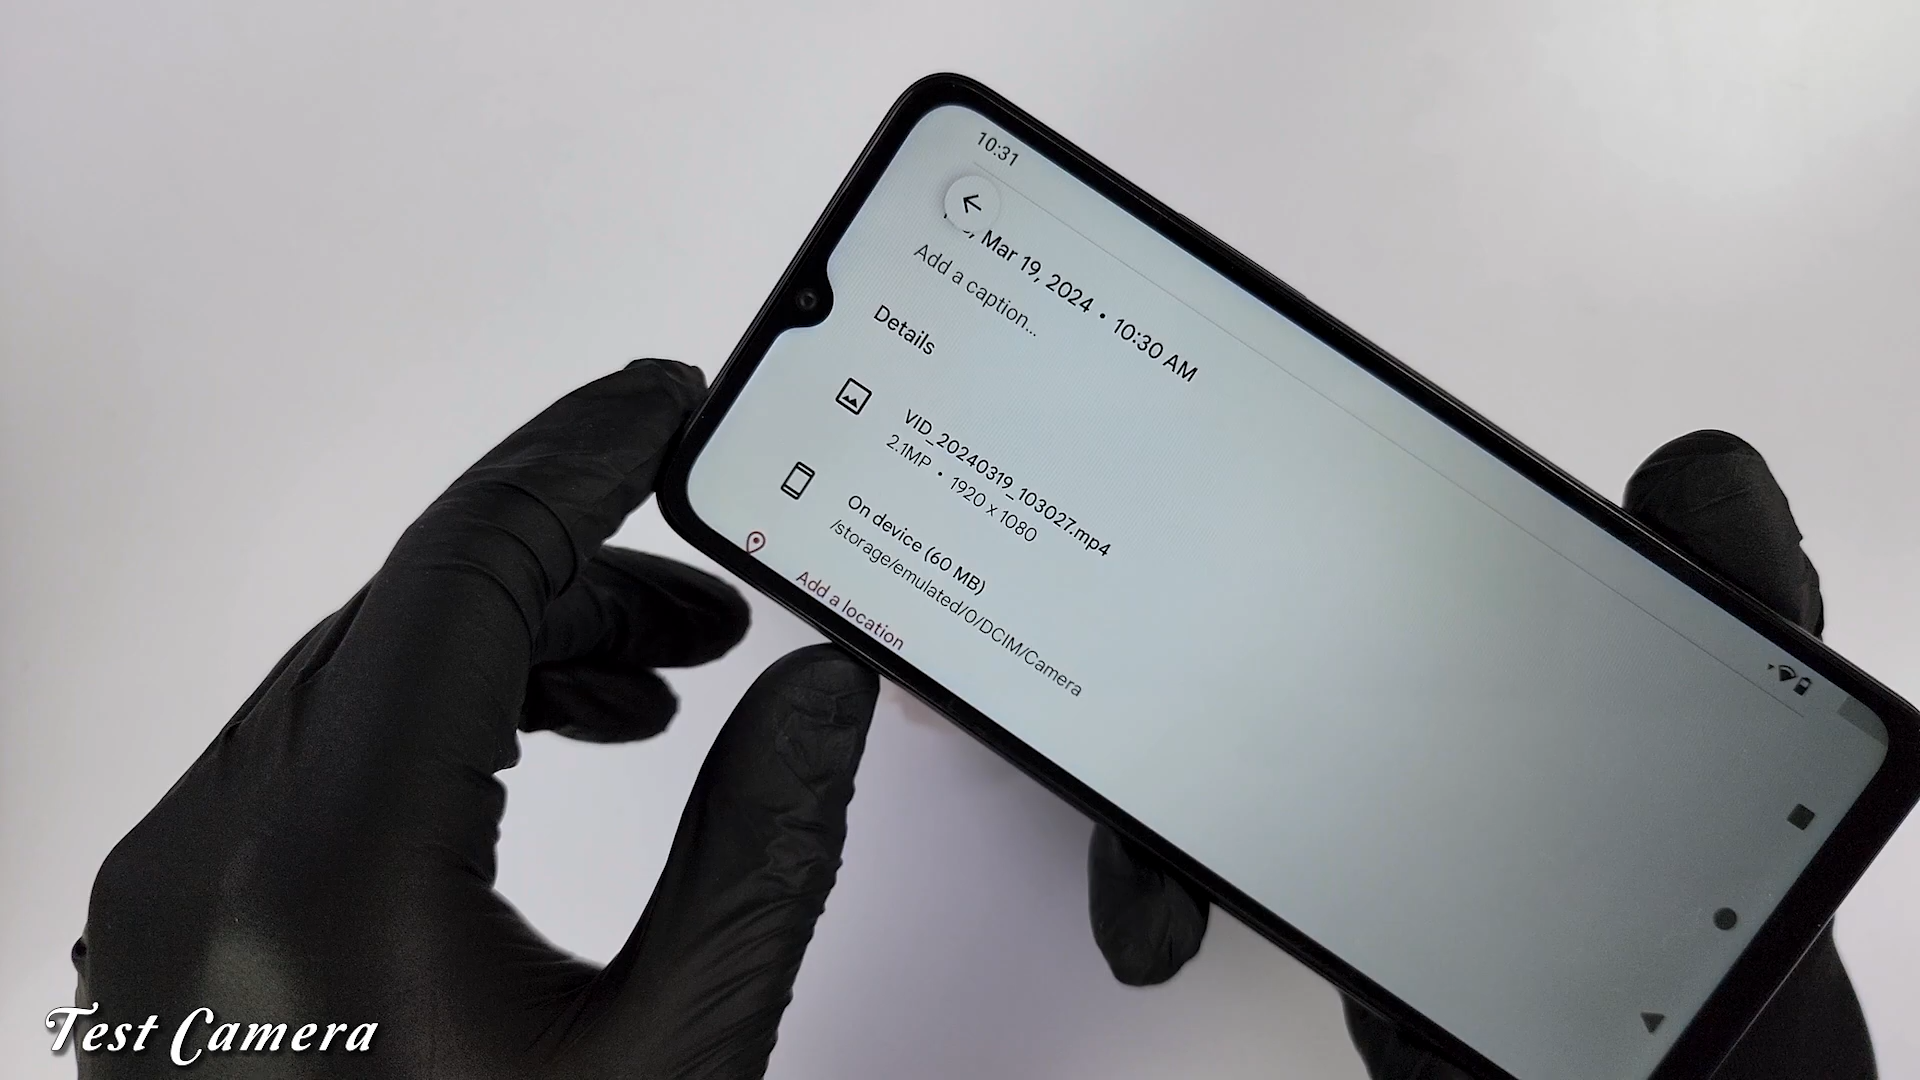 10:31
, Mar 19, 2024 • 10:30 AM
Add a caption...
Details
VID_20240319_103027.mp4
2.1MP • 1920 x 1080
On device (60 MB)
/storage/emulated/0/DCIM/Camera
Add a location
Test Camera